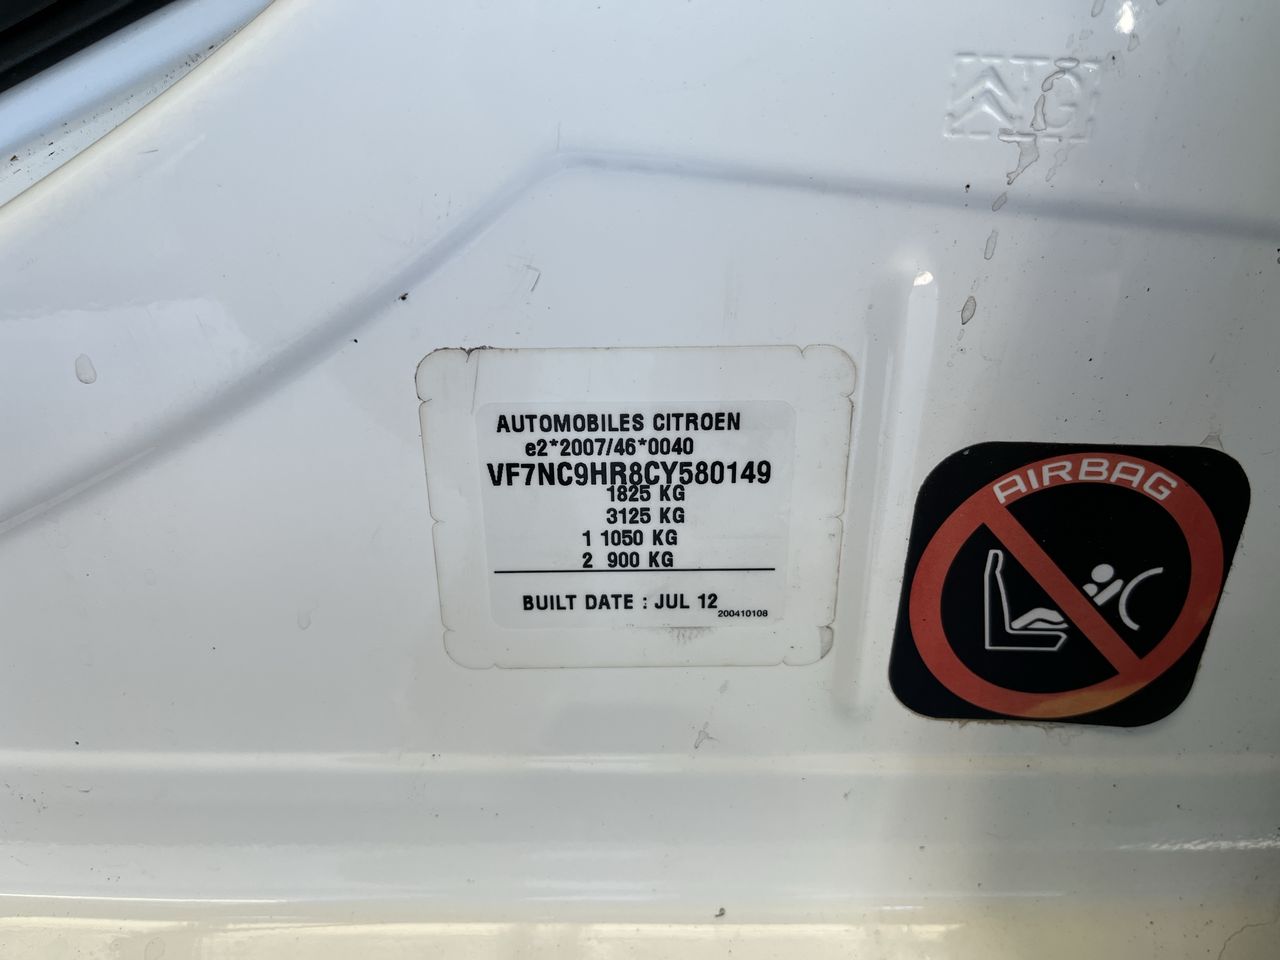 AUTOMOBILES CITROEN
e2*2007/46*0040
VF7NC9HR8CY580149
1825 KG
3125 KG
1 1050 KG
2 900 KG
BUILT DATE : JUL 12
200410108
AIRBAG